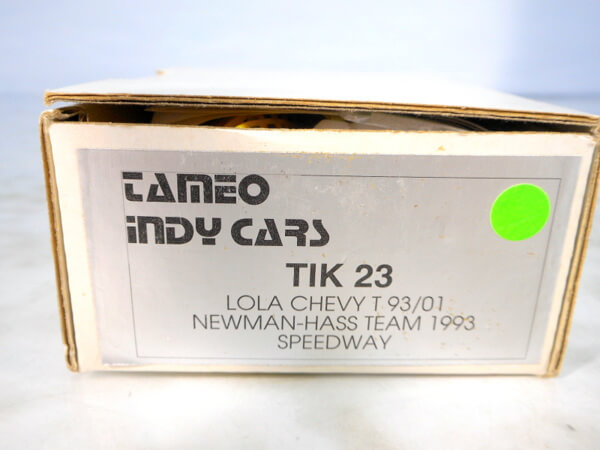 TAMEO
INDY CARS
TIK 23
LOLA CHEVY T 93/01
NEWMAN-HASS TEAM 1993
SPEEDWAY